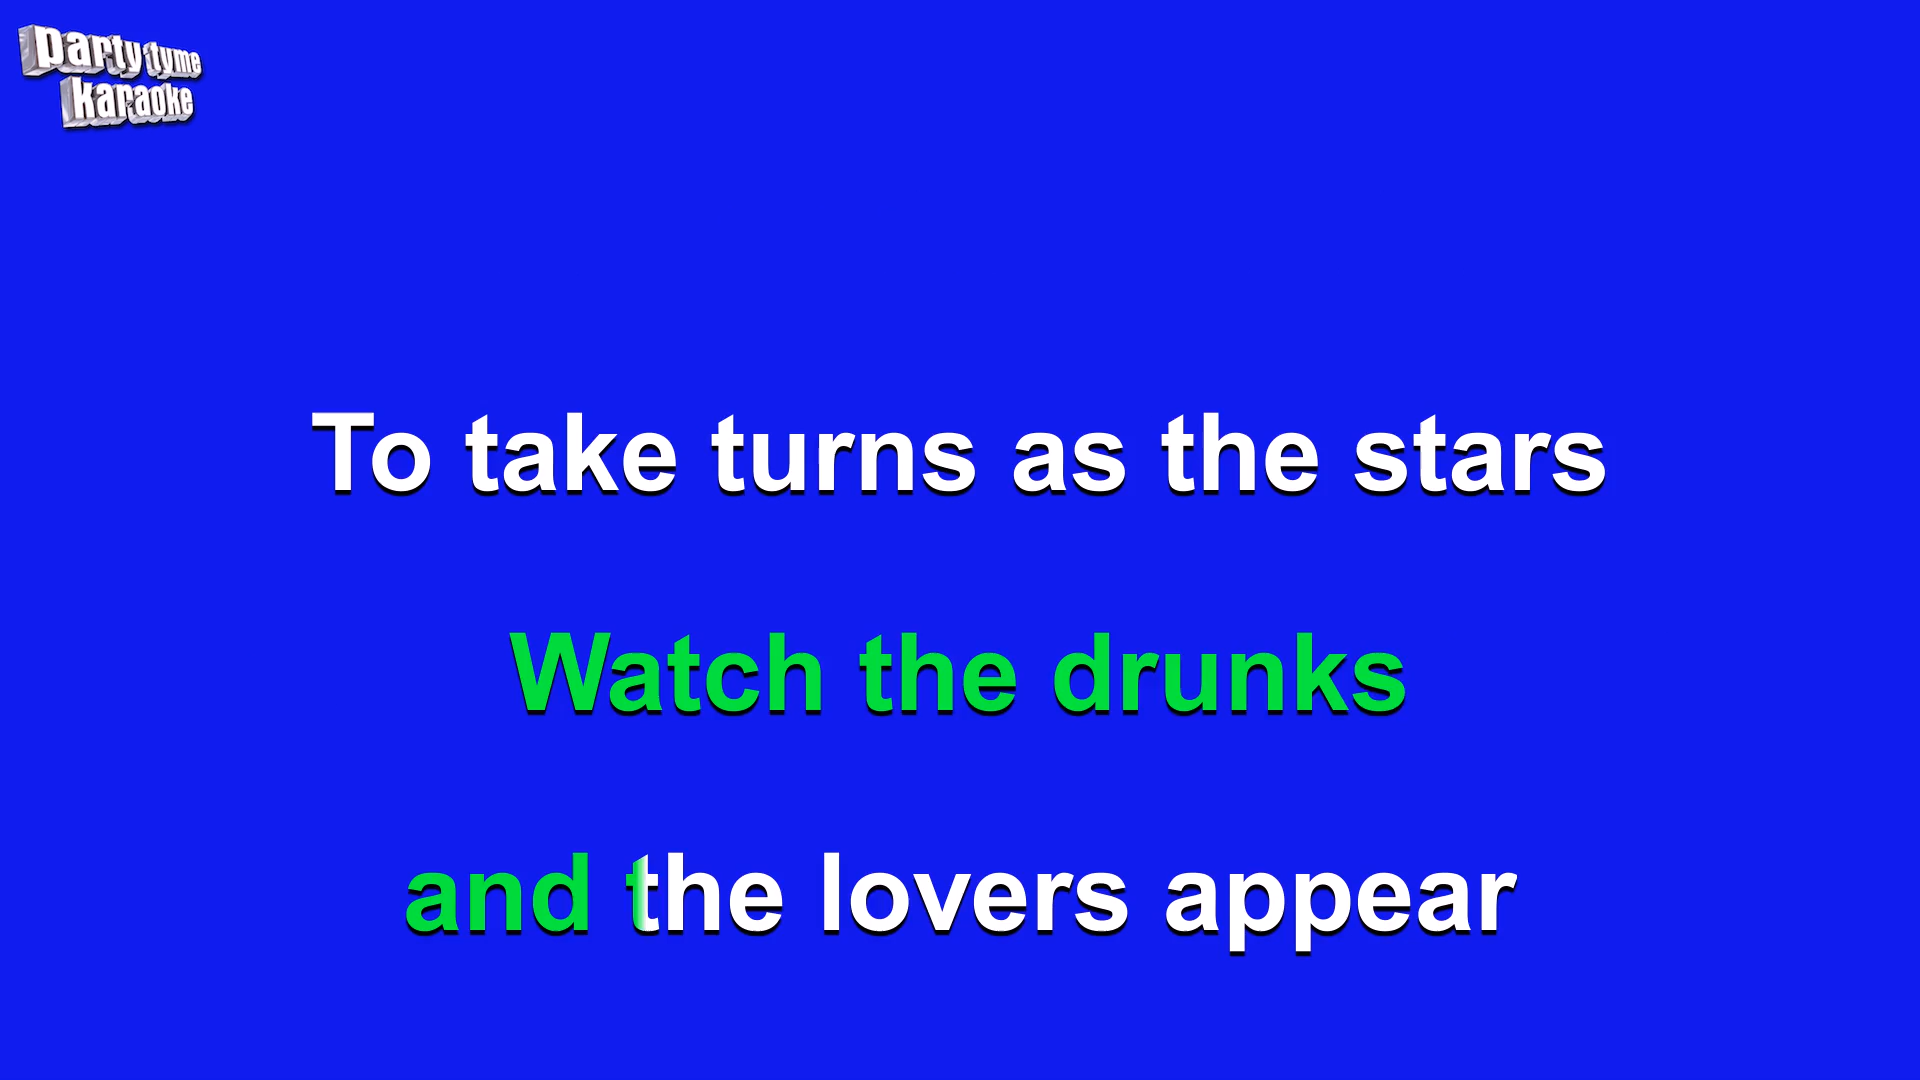 party tyme
karaoke
To take turns as the stars
Watch the drunks
and the lovers appear